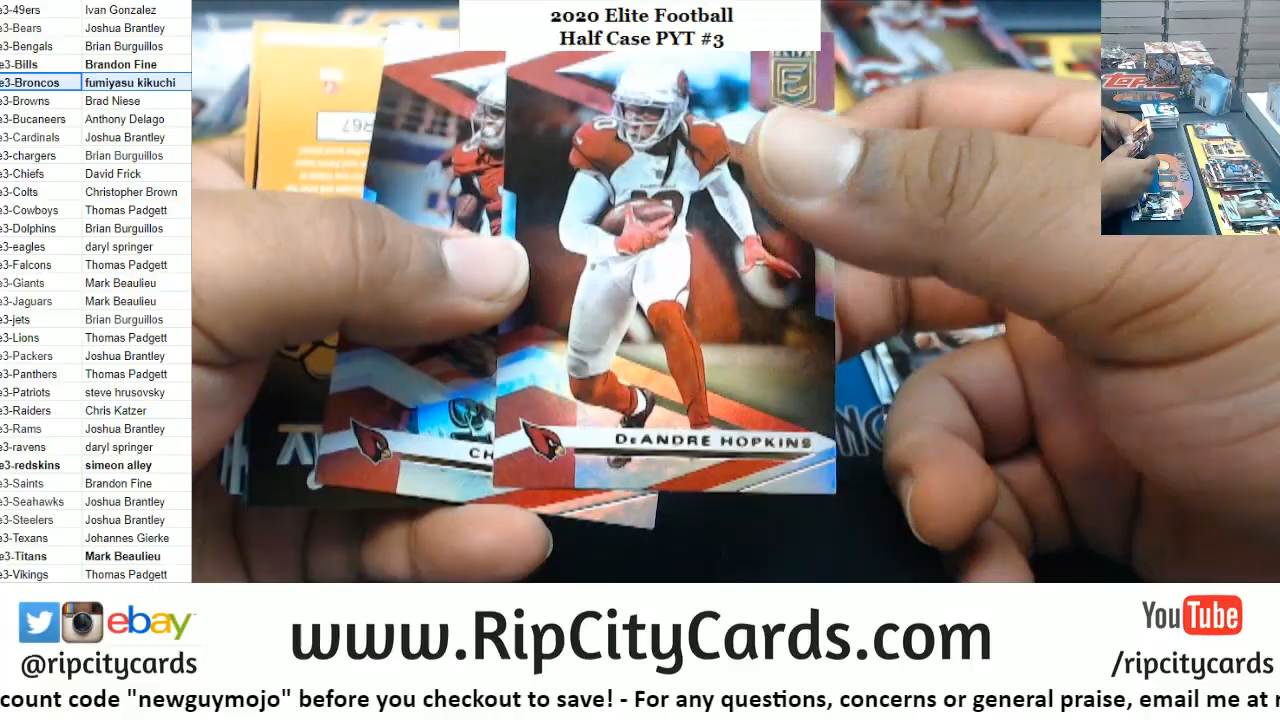 2020 Elite Football
Half Case PYT #3
e3-49ers Ivan Gonzalez
e3-Bears Joshua Brantley
e3-Bengals Brian Burguillos
e3-Bills Brandon Fine
e3-Broncos fumiyasu kikuchi
e3-Browns Brad Niese
e3-Bucaneers Anthony Delago
e3-Cardinals Joshua Brantley
e3-chargers Brian Burguillos
e3-Chiefs David Frick
e3-Colts Christopher Brown
e3-Cowboys Thomas Padgett
e3-Dolphins Brian Burguillos
e3-eagles daryl springer
e3-Falcons Thomas Padgett
e3-Giants Mark Beaulieu
e3-Jaguars Mark Beaulieu
e3-jets Brian Burguillos
e3-Lions Thomas Padgett
e3-Packers Joshua Brantley
e3-Panthers Thomas Padgett
e3-Patriots steve hrusovsky
e3-Raiders Chris Katzer
e3-Rams Joshua Brantley
e3-ravens daryl springer
e3-redskins simeon alley
e3-Saints Brandon Fine
e3-Seahawks Joshua Brantley
e3-Steelers Joshua Brantley
e3-Texans Johannes Gierke
e3-Titans Mark Beaulieu
e3-Vikings Thomas Padgett
R67
E
DeANDRE HOPKINS
CH
TOPPS
ebay
@ripcitycards
www.RipCityCards.com
YouTube
/ripcitycards
count code "newguymojo" before you checkout to save! - For any questions, concerns or general praise, email me at